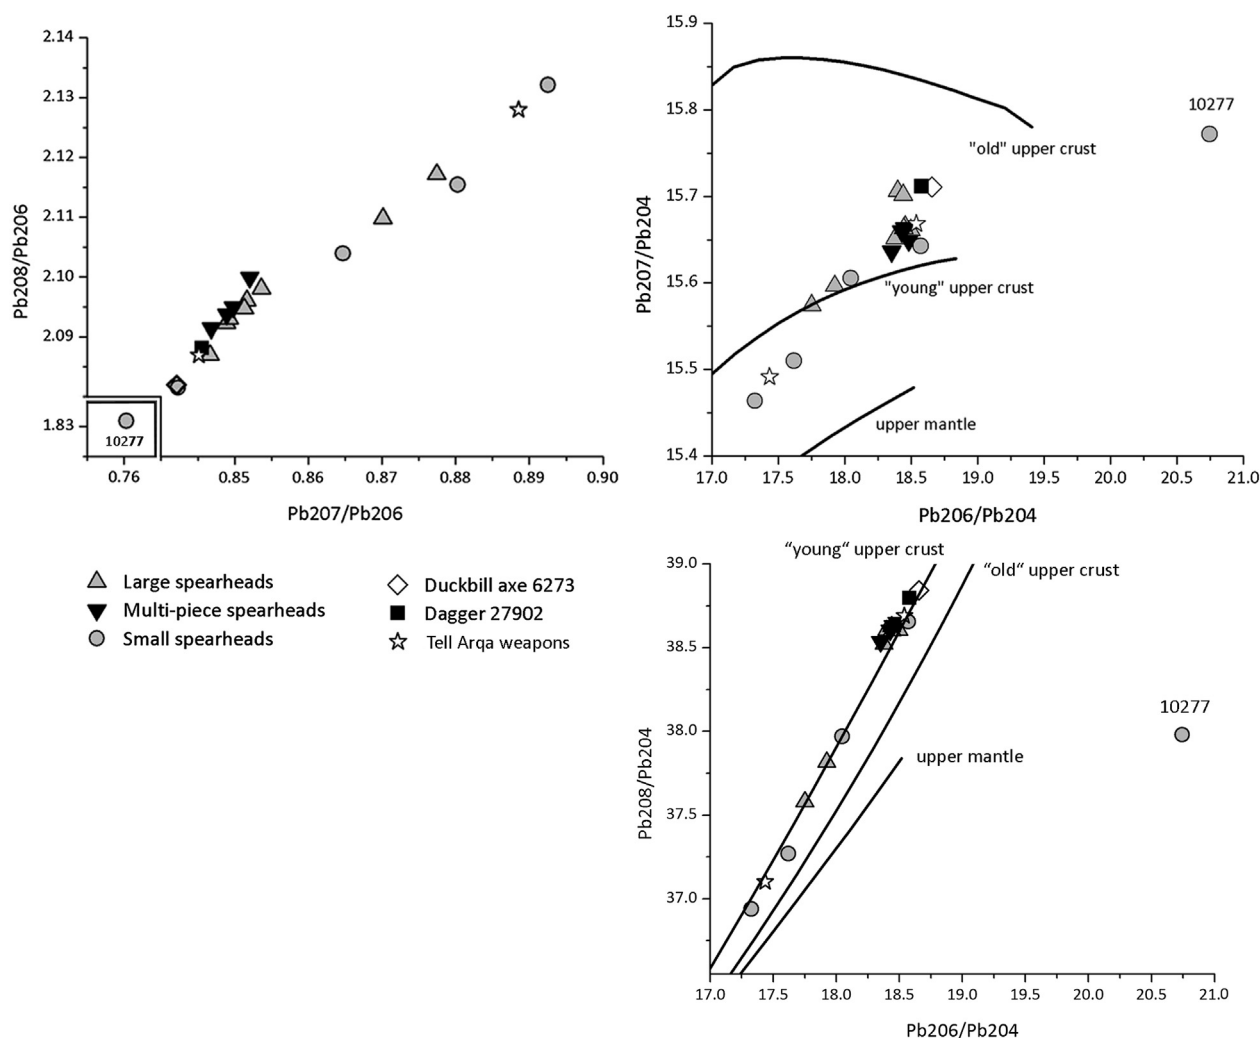 2.14
2.13
2.12
2.11
2.10
2.09
1.83
Pb208/Pb206
10277
0.76
0.85
0.86
0.87
0.88
0.89
0.90
Pb207/Pb206
15.9
15.8
15.7
15.6
15.5
15.4
Pb207/Pb204
10277
"old" upper crust
"young" upper crust
upper mantle
17.0
17.5
18.0
18.5
19.0
19.5
20.0
20.5
21.0
Pb206/Pb204
Large spearheads
Multi-piece spearheads
Small spearheads
Duckbill axe 6273
Dagger 27902
Tell Arqa weapons
“young“ upper crust
“old“ upper crust
39.0
38.5
38.0
37.5
37.0
Pb208/Pb204
10277
upper mantle
17.0
17.5
18.0
18.5
19.0
19.5
20.0
20.5
21.0
Pb206/Pb204